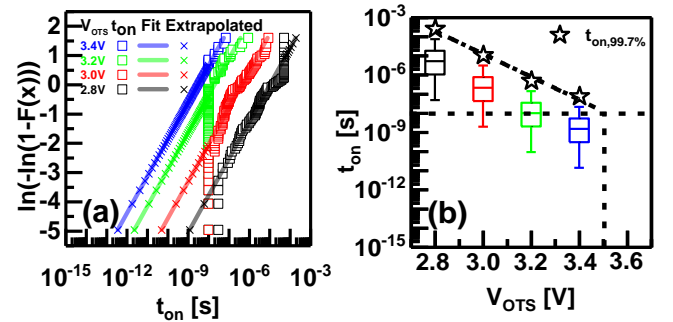 V_OTS t_on Fit Extrapolated
3.4V
3.2V
3.0V
2.8V
ln(-ln(1-F(x)))
2
1
0
-1
-2
-3
-4
-5
(a)
10^-15 10^-12 10^-9 10^-6 10^-3
t_on [s]
t_on,99.7%
t_on [s]
10^-3
10^-6
10^-9
10^-12
10^-15
(b)
2.8 3.0 3.2 3.4 3.6
V_OTS [V]